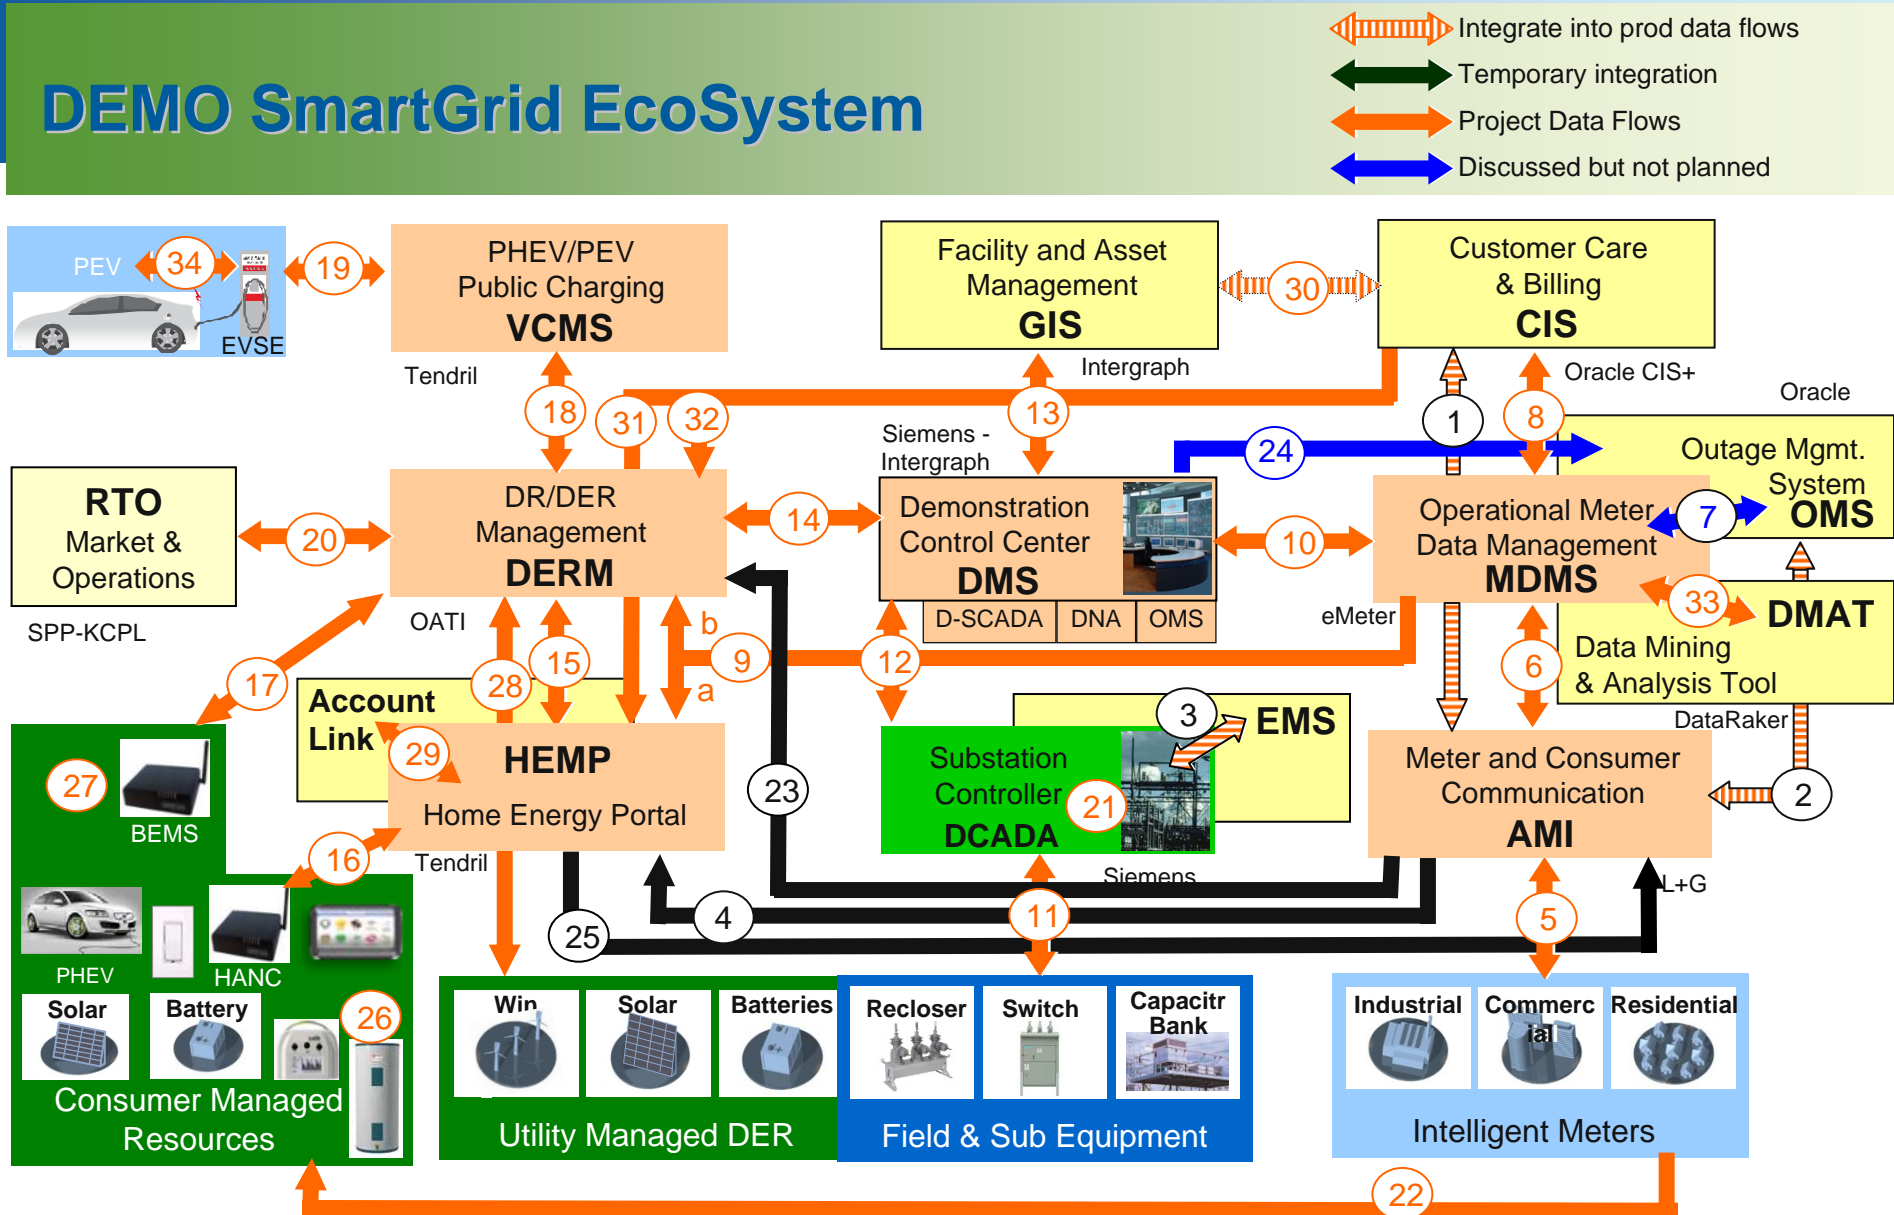 DEMO SmartGrid EcoSystem
Integrate into prod data flows
Temporary integration
Project Data Flows
Discussed but not planned
PEV
34
EVSE
19
PHEV/PEV
Public Charging
VCMS
Tendril
Facility and Asset
Management
GIS
Intergraph
30
Customer Care
& Billing
CIS
Oracle CIS+
Oracle
18
31
32
13
1
8
Siemens -
Intergraph
24
Outage Mgmt.
System
OMS
7
RTO
Market &
Operations
SPP-KCPL
20
DR/DER
Management
DERM
OATI
14
Demonstration
Control Center
DMS
D-SCADA
DNA
OMS
10
Operational Meter
Data Management
MDMS
eMeter
33
DMAT
Data Mining
& Analysis Tool
DataRaker
17
28
15
b
9
a
12
6
Account
Link
29
HEMP
Home Energy Portal
Tendril
23
3
EMS
Substation
Controller
DCADA
21
Siemens
Meter and Consumer
Communication
AMI
L+G
2
27
BEMS
16
25
4
11
5
PHEV
HANC
Solar
Battery
26
Consumer Managed
Resources
Win
Solar
Batteries
Utility Managed DER
Recloser
Switch
Capacitr
Bank
Field & Sub Equipment
Industrial
Commerc
ial
Residential
Intelligent Meters
22